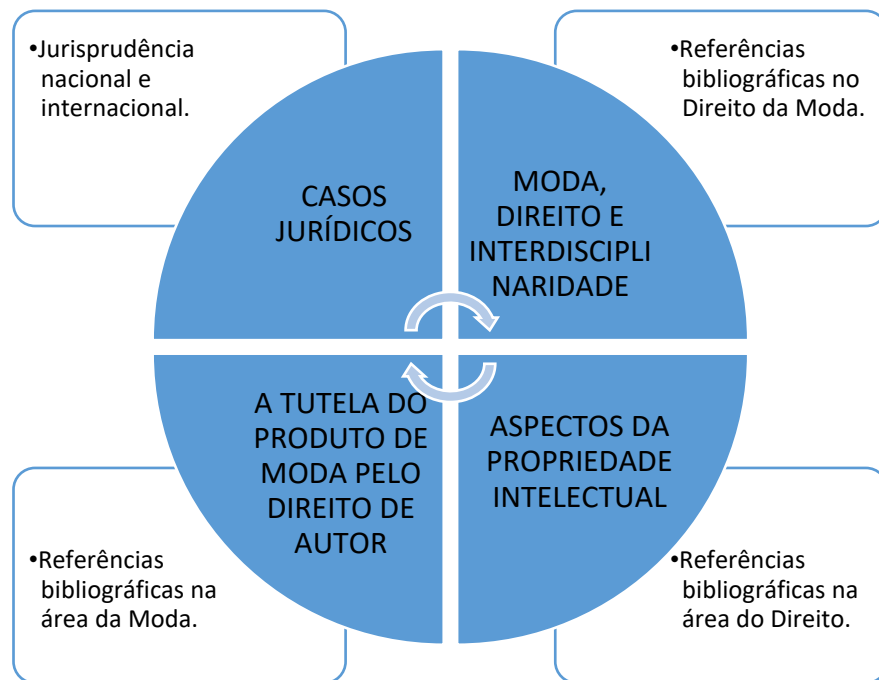 •Jurisprudência
nacional e
internacional.
•Referências
bibliográficas no
Direito da Moda.
CASOS
JURÍDICOS
MODA,
DIREITO E
INTERDISCIPLI
NARIDADE
A TUTELA DO
PRODUTO DE
MODA PELO
DIREITO DE
AUTOR
ASPECTOS DA
PROPRIEDADE
INTELECTUAL
•Referências
bibliográficas na
área da Moda.
•Referências
bibliográficas na
área do Direito.